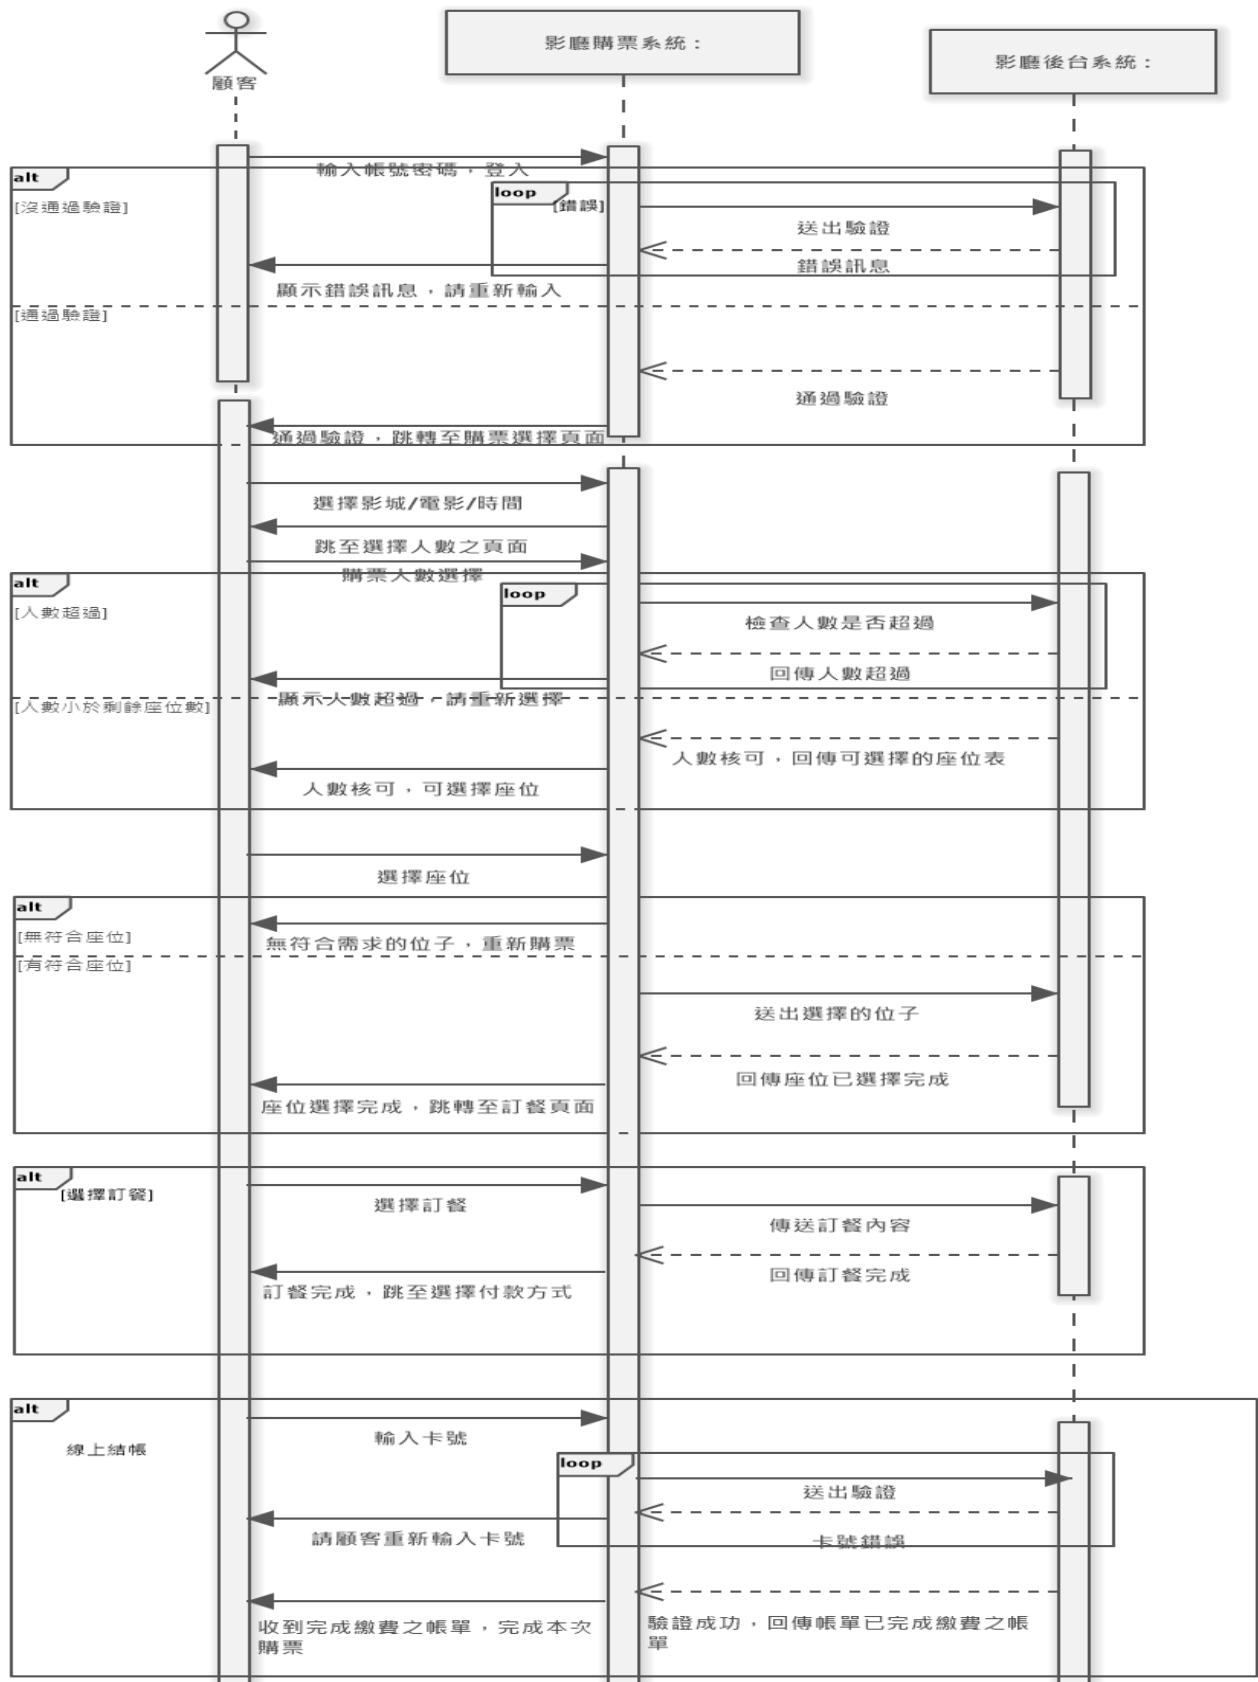 影廳購票系統：
影廳後台系統：
顧客
輸入帳號密碼，登入
alt
loop
[沒通過驗證]
[錯誤]
送出驗證
錯誤訊息
顯示錯誤訊息，請重新輸入
[通過驗證]
通過驗證
通過驗證，跳轉至購票選擇頁面
選擇影城/電影/時間
跳至選擇人數之頁面
購票人數選擇
alt
loop
[人數超過]
檢查人數是否超過
回傳人數超過
顯示人數超過，請重新選擇
[人數小於剩餘座位數]
人數核可，回傳可選擇的座位表
人數核可，可選擇座位
選擇座位
alt
[無符合座位]
無符合需求的位子，重新購票
[有符合座位]
送出選擇的位子
回傳座位已選擇完成
座位選擇完成，跳轉至訂餐頁面
alt
[選擇訂餐]
選擇訂餐
傳送訂餐內容
回傳訂餐完成
訂餐完成，跳至選擇付款方式
alt
輸入卡號
線上結帳
loop
送出驗證
請顧客重新輸入卡號
卡號錯誤
收到完成繳費之帳單，完成本次
購票
驗證成功，回傳帳單已完成繳費之帳
單